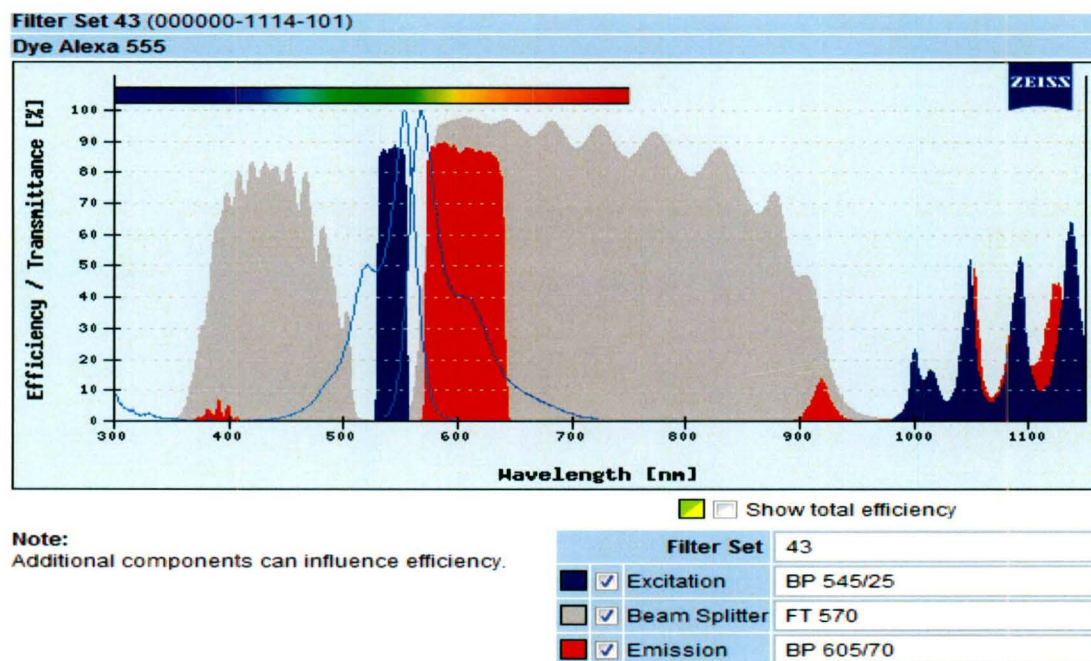 Filter Set 43 (000000-1114-101)
Dye Alexa 555
ZEISS
Efficiency / Transmittance [%]
100
90
80
70
60
50
40
30
20
10
0
300 400 500 600 700 800 900 1000 1100
Wavelength [nm]
Show total efficiency
Note:
Additional components can influence efficiency.
Filter Set 43
Excitation BP 545/25
Beam Splitter FT 570
Emission BP 605/70